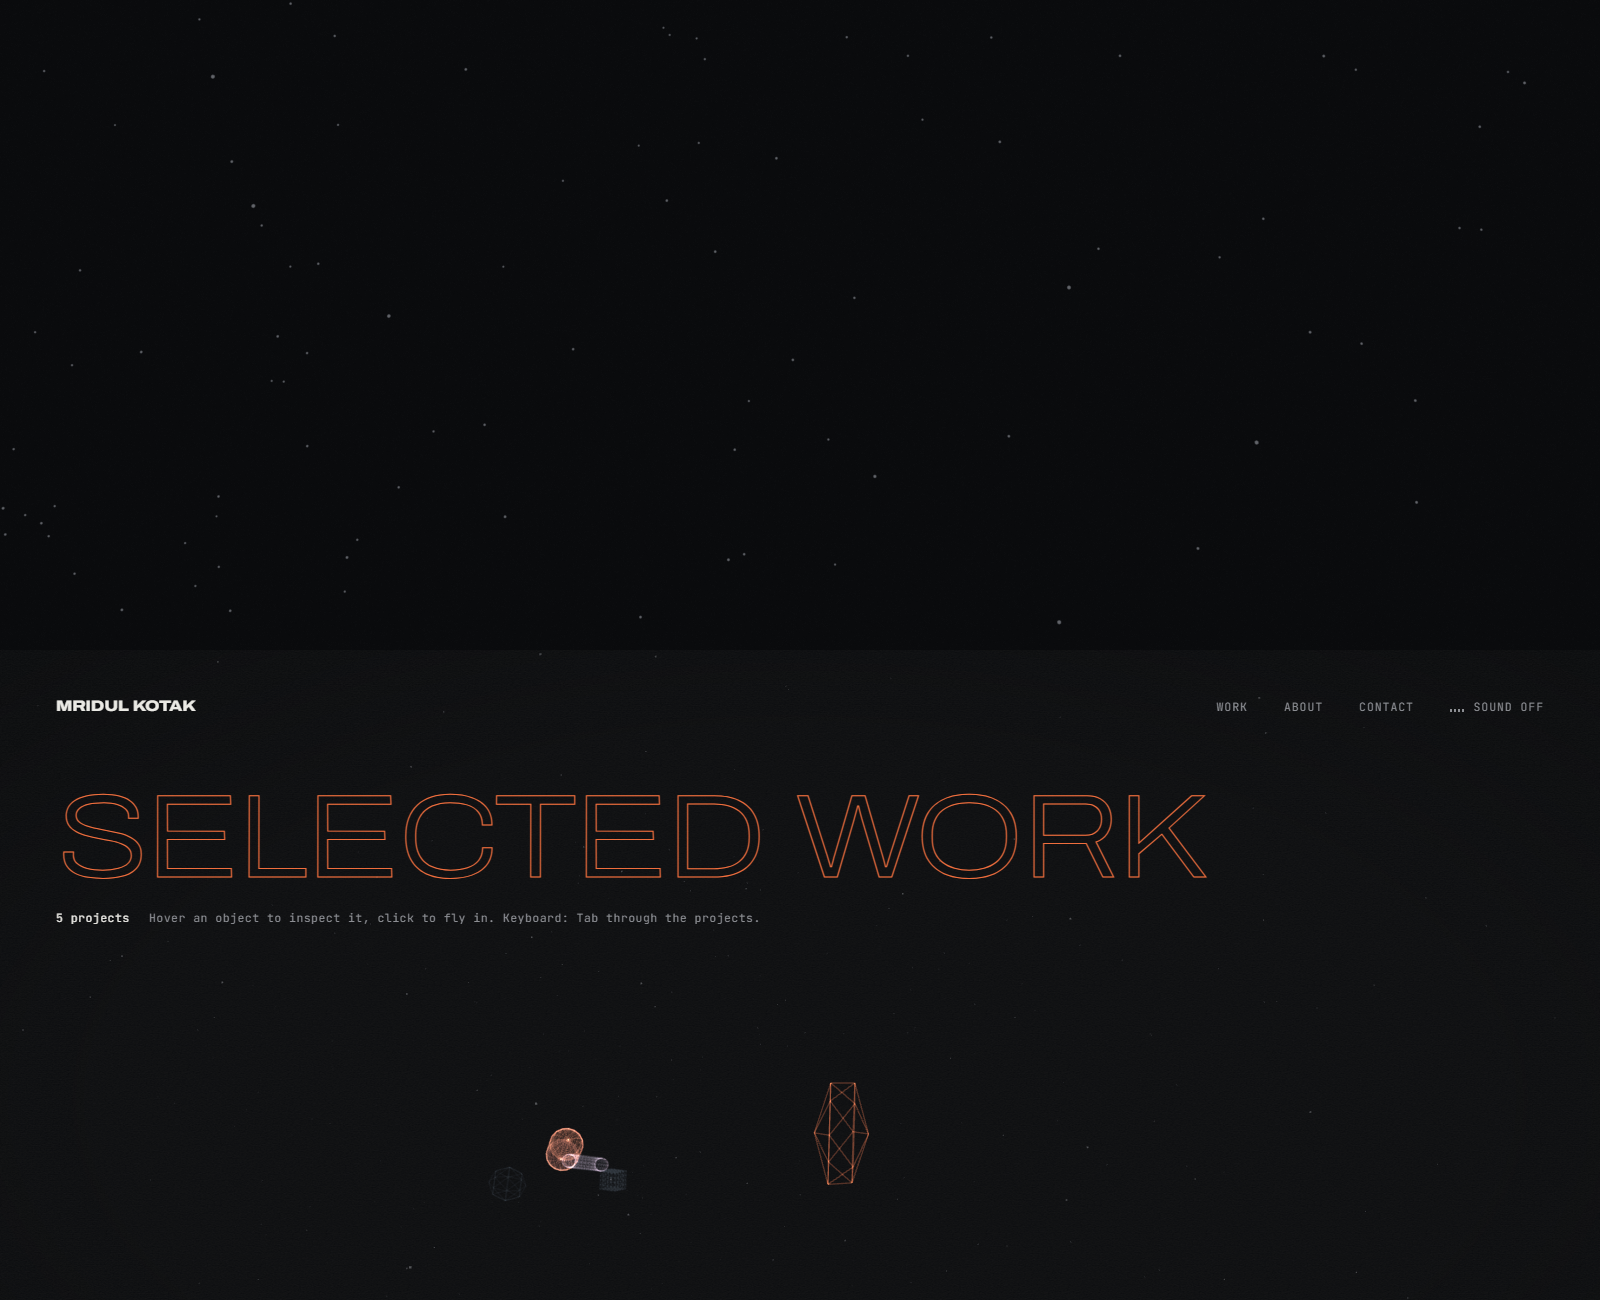 MRIDUL KOTAK
WORK ABOUT CONTACT SOUND OFF
SELECTED WORK
5 projects Hover an object to inspect it, click to fly in. Keyboard: Tab through the projects.